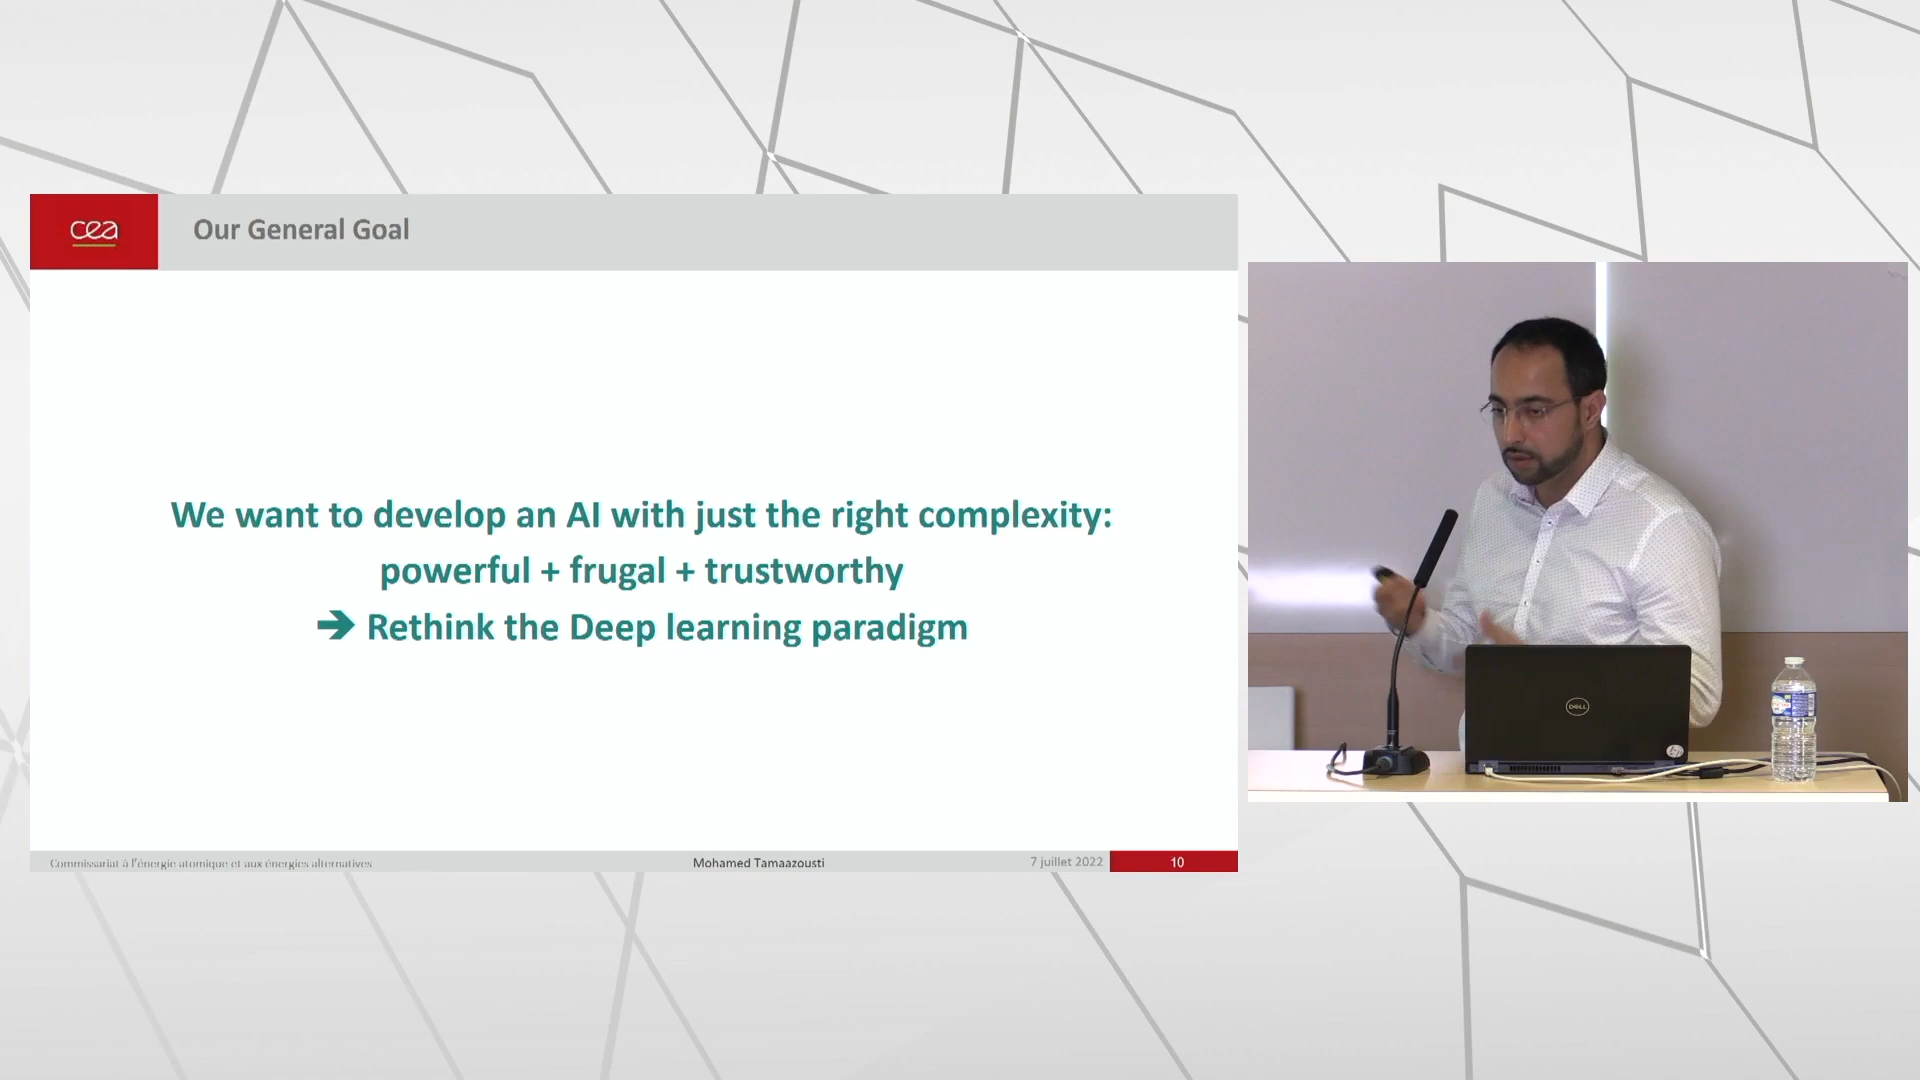 cea
Our General Goal
We want to develop an AI with just the right complexity:
powerful + frugal + trustworthy
➔ Rethink the Deep learning paradigm
Commissariat à l'énergie atomique et aux énergies alternatives
Mohamed Tamaazousti
7 juillet 2022
10
DELL